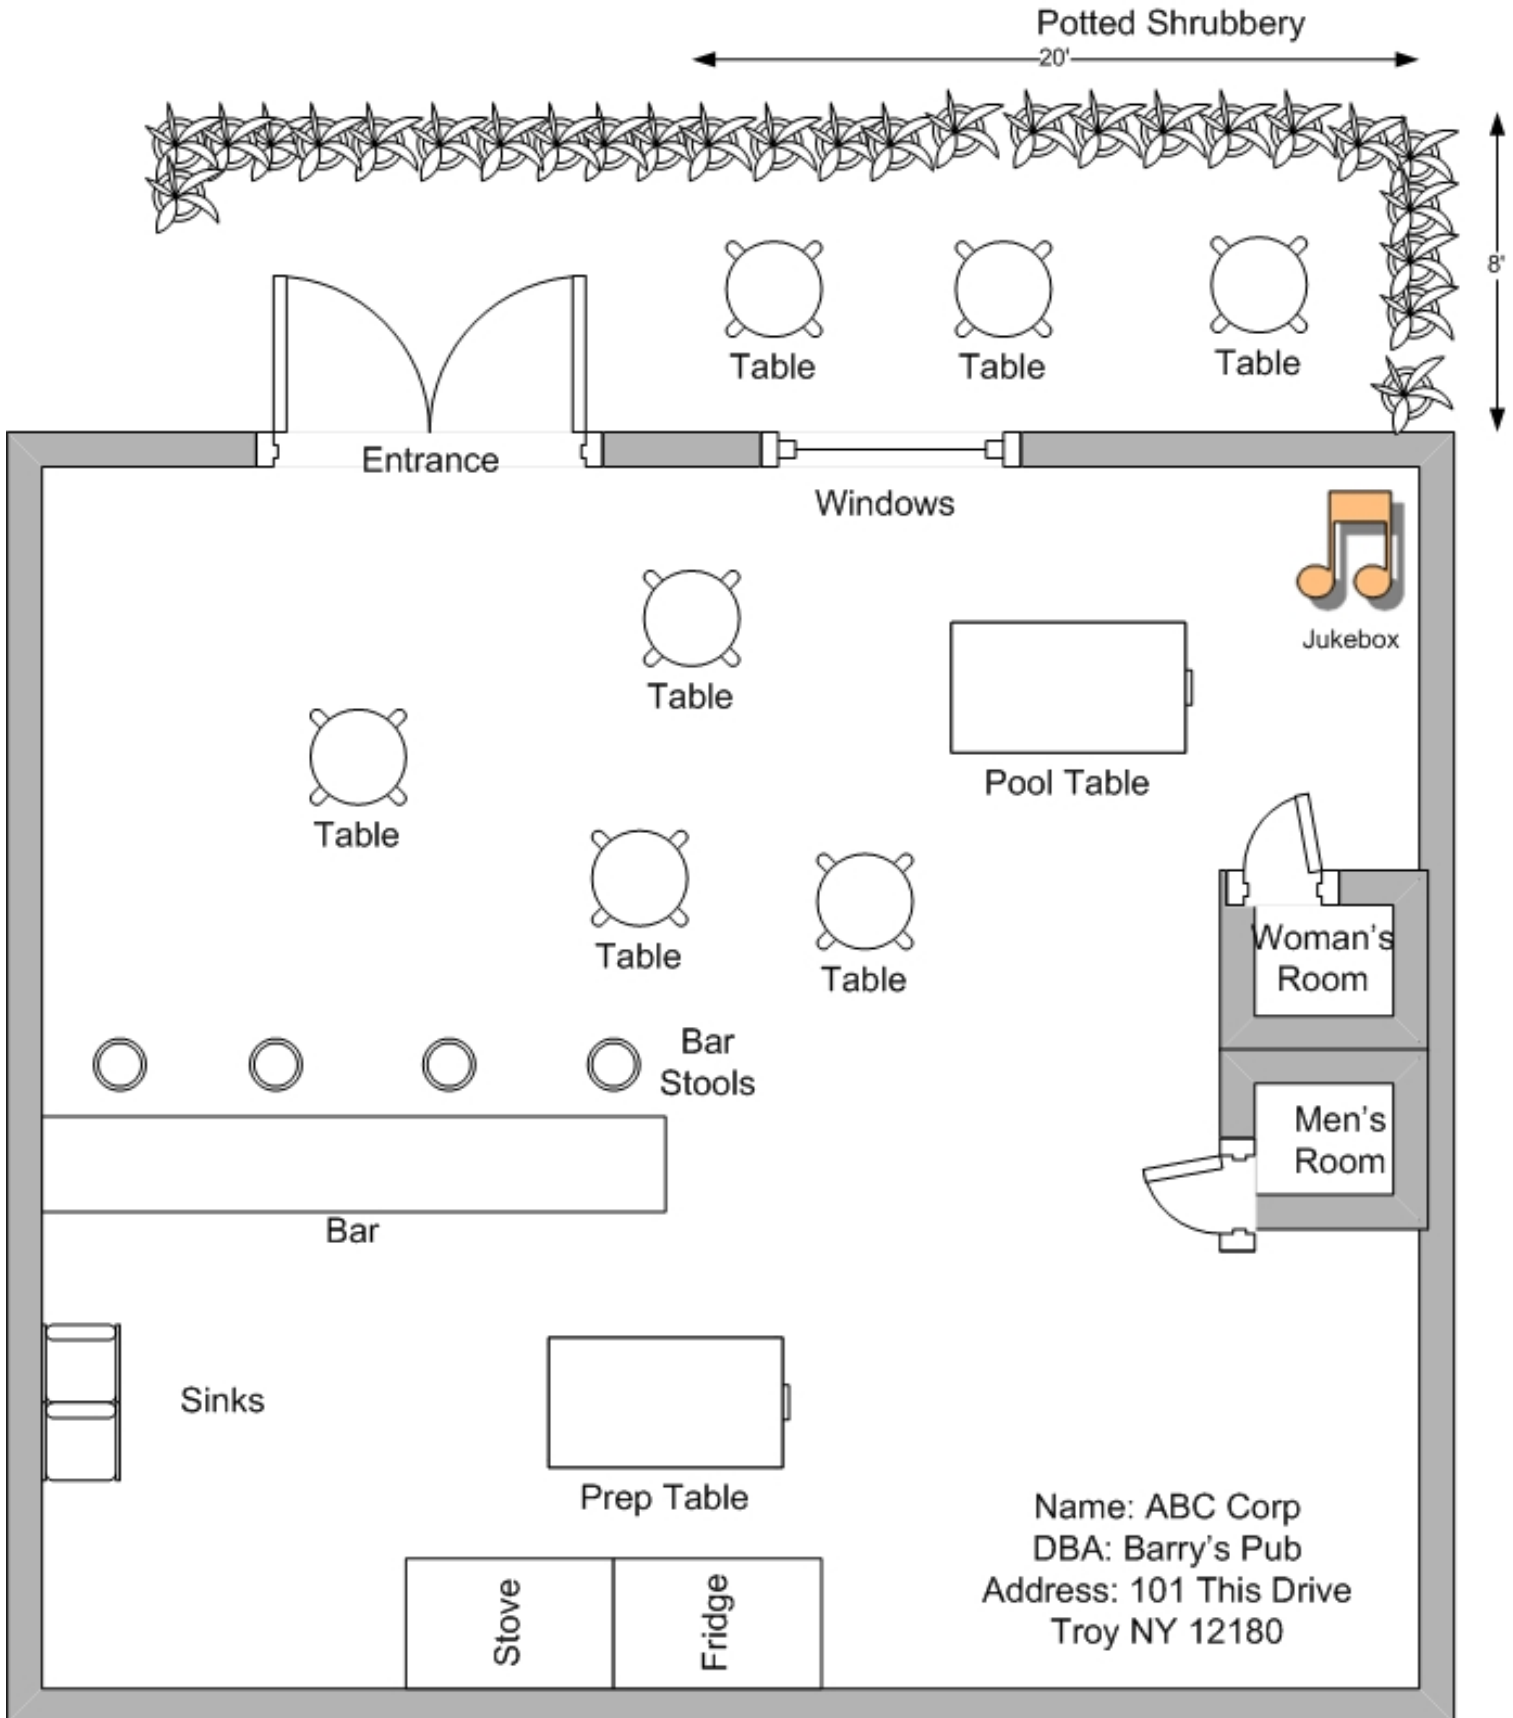 Potted Shrubbery
20'
8'
Table
Table
Table
Entrance
Windows
Jukebox
Table
Pool Table
Table
Table
Table
Woman's
Room
Bar
Stools
Men's
Room
Bar
Sinks
Prep Table
Name: ABC Corp
DBA: Barry's Pub
Address: 101 This Drive
Troy NY 12180
Stove
Fridge